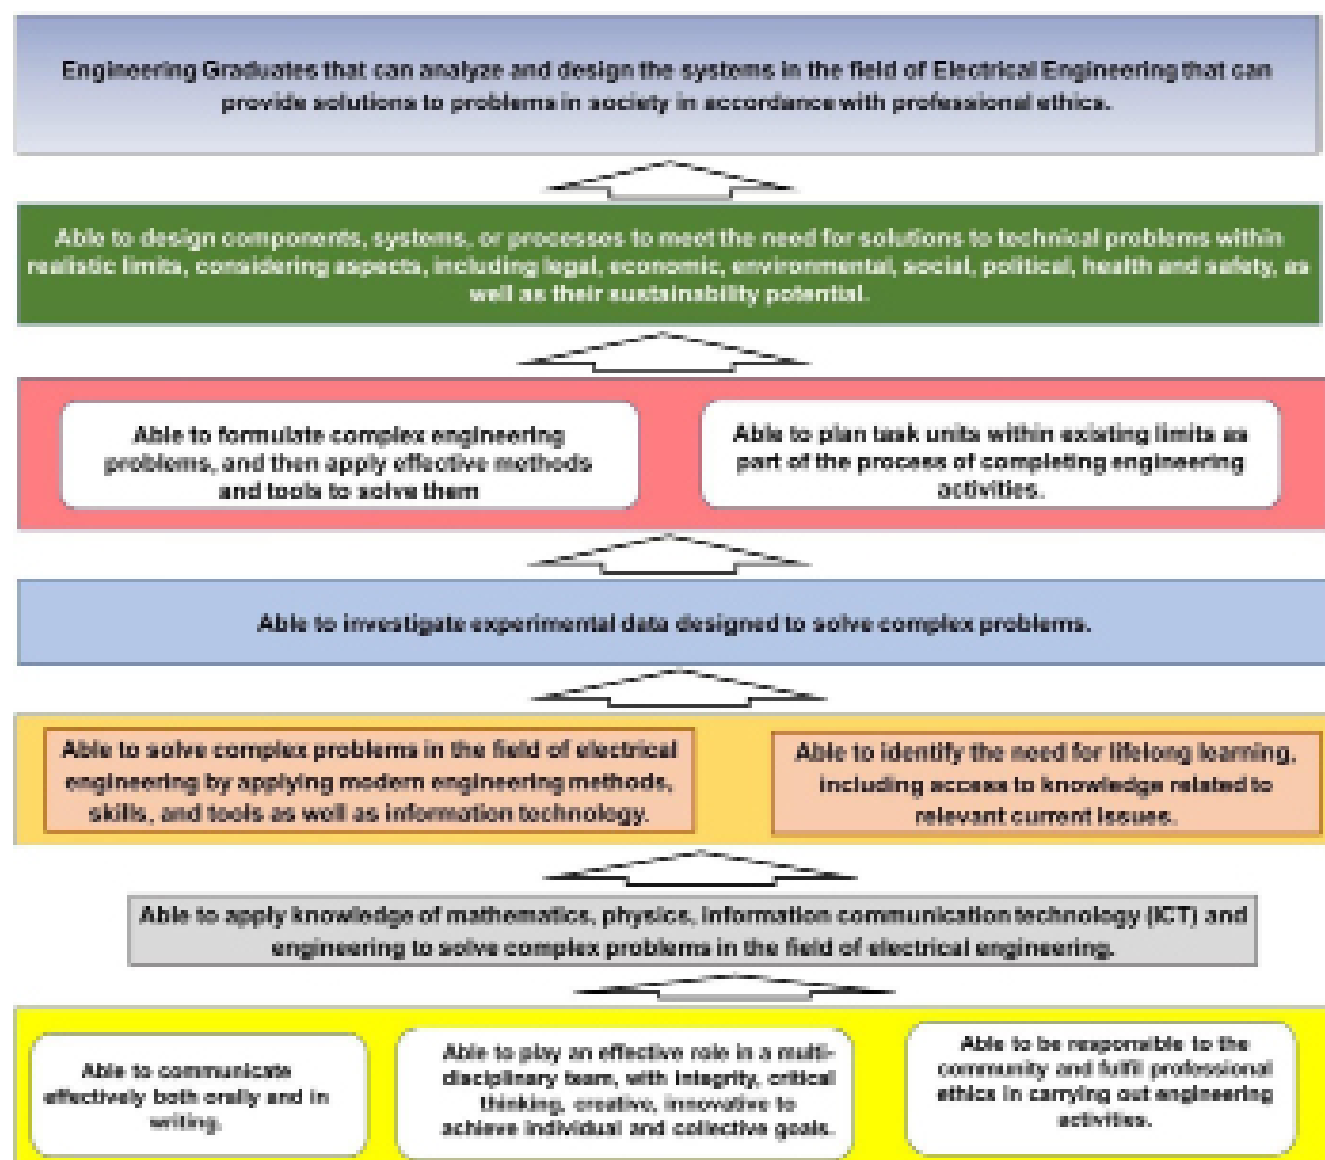 Engineering Graduates that can analyze and design the systems in the field of Electrical Engineering that can
provide solutions to problems in society in accordance with professional ethics.
Able to design components, systems, or processes to meet the need for solutions to technical problems within
realistic limits, considering aspects, including legal, economic, environmental, social, political, health and safety, as
well as their sustainability potential.
Able to formulate complex engineering
problems, and then apply effective methods
and tools to solve them
Able to plan task units within existing limits as
part of the process of completing engineering
activities.
Able to investigate experimental data designed to solve complex problems.
Able to solve complex problems in the field of electrical
engineering by applying modern engineering methods,
skills, and tools as well as information technology.
Able to identify the need for lifelong learning,
including access to knowledge related to
relevant current issues.
Able to apply knowledge of mathematics, physics, information communication technology (ICT) and
engineering to solve complex problems in the field of electrical engineering.
Able to communicate
effectively both orally and in
writing.
Able to play an effective role in a multi-
disciplinary team, with integrity, critical
thinking, creative, innovative to
achieve individual and collective goals.
Able to be responsible to the
community and fulfil professional
ethics in carrying out engineering
activities.